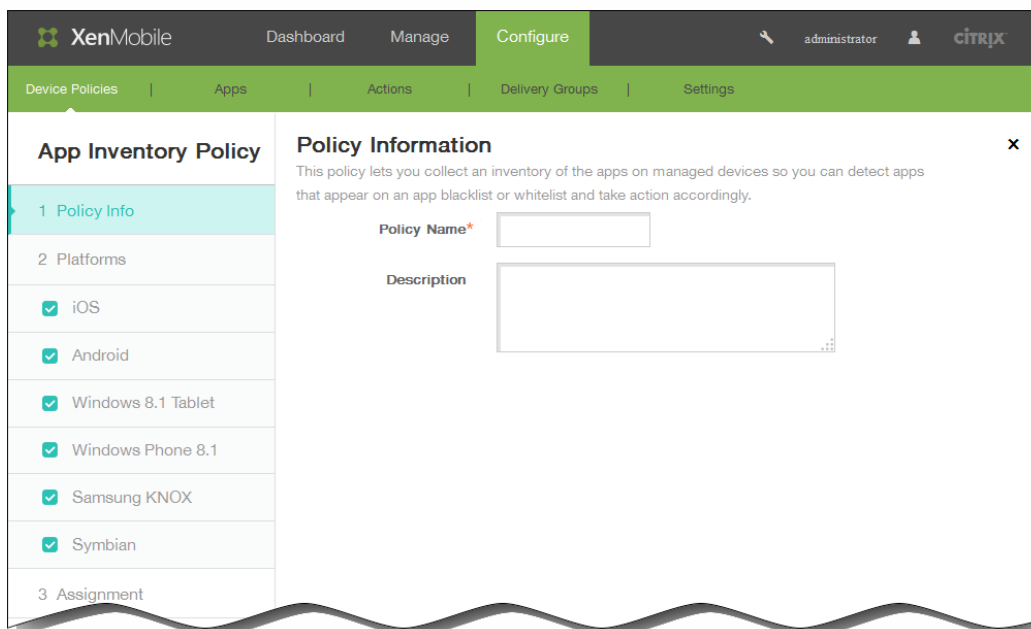 XenMobile Dashboard Manage Configure administrator CITRIX
Device Policies | Apps | Actions | Delivery Groups | Settings
App Inventory Policy
1 Policy Info
2 Platforms
iOS
Android
Windows 8.1 Tablet
Windows Phone 8.1
Samsung KNOX
Symbian
3 Assignment
Policy Information x
This policy lets you collect an inventory of the apps on managed devices so you can detect apps
that appear on an app blacklist or whitelist and take action accordingly.
Policy Name*
Description